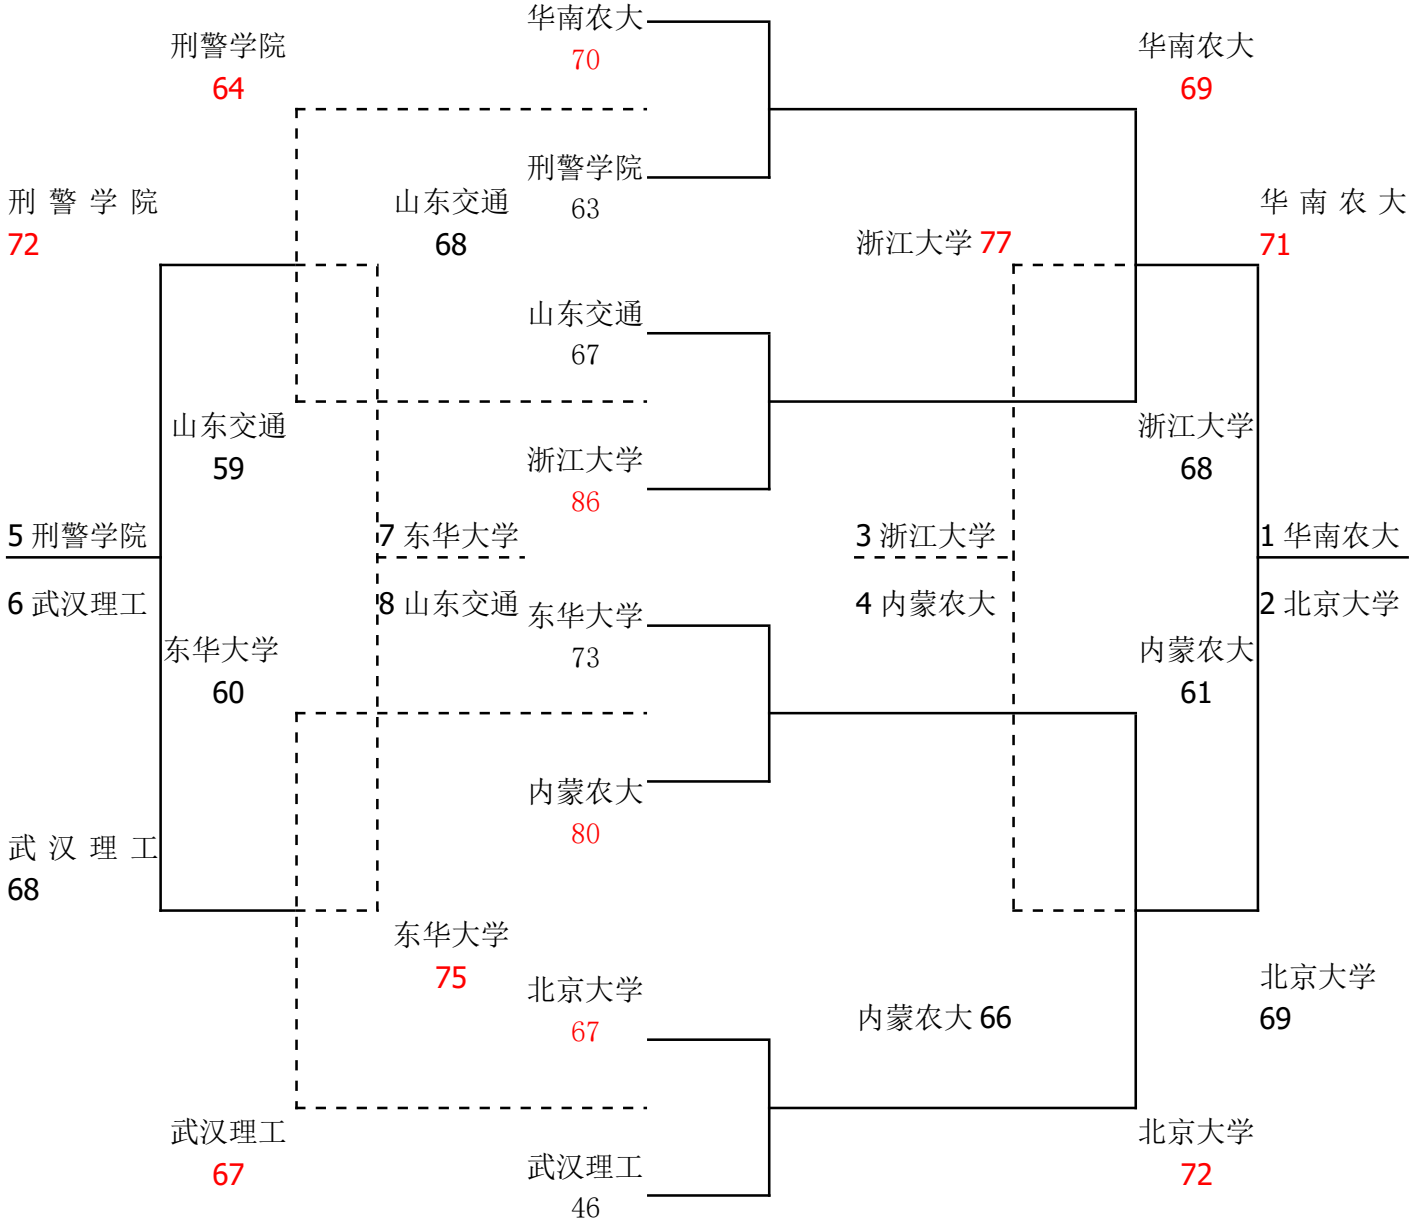 华南农大
70
刑警学院
64
华南农大
69
刑警学院
63
刑警学院
72
山东交通
68
浙江大学 77
华南农大
71
山东交通
67
山东交通
59
浙江大学
86
浙江大学
68
5 刑警学院
6 武汉理工
7 东华大学
8 山东交通
3 浙江大学
4 内蒙农大
1 华南农大
2 北京大学
东华大学
73
东华大学
60
内蒙农大
61
内蒙农大
80
武汉理工
68
东华大学
75
北京大学
67
内蒙农大 66
北京大学
69
武汉理工
67
武汉理工
46
北京大学
72